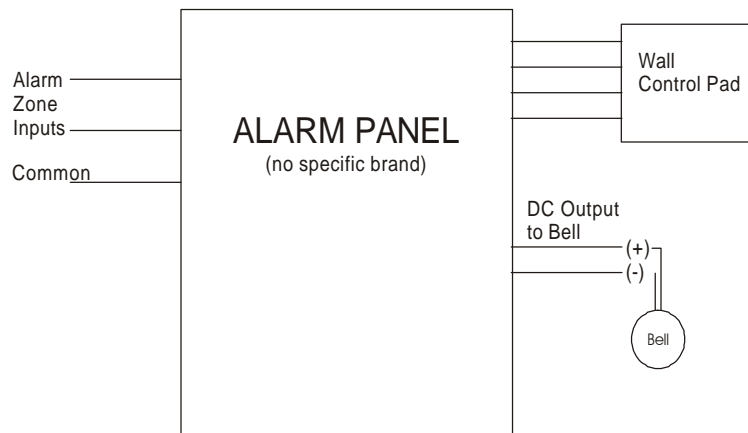 Alarm
Zone
Inputs
Common
ALARM PANEL
(no specific brand)
Wall
Control Pad
DC Output
to Bell
(+)
(-)
Bell